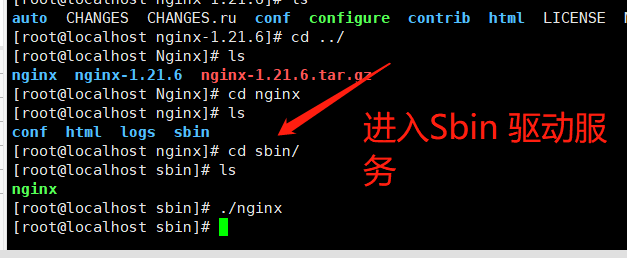 [root@localhost nginx-1.21.6]# ls
auto  CHANGES  CHANGES.ru  conf  configure  contrib  html  LICENSE
[root@localhost nginx-1.21.6]# cd ../
[root@localhost Nginx]# ls
nginx  nginx-1.21.6  nginx-1.21.6.tar.gz
[root@localhost Nginx]# cd nginx
[root@localhost nginx]# ls
conf  html  logs  sbin
[root@localhost nginx]# cd sbin/
[root@localhost sbin]# ls
nginx
[root@localhost sbin]# ./nginx
[root@localhost sbin]#
进入Sbin 驱动服
务